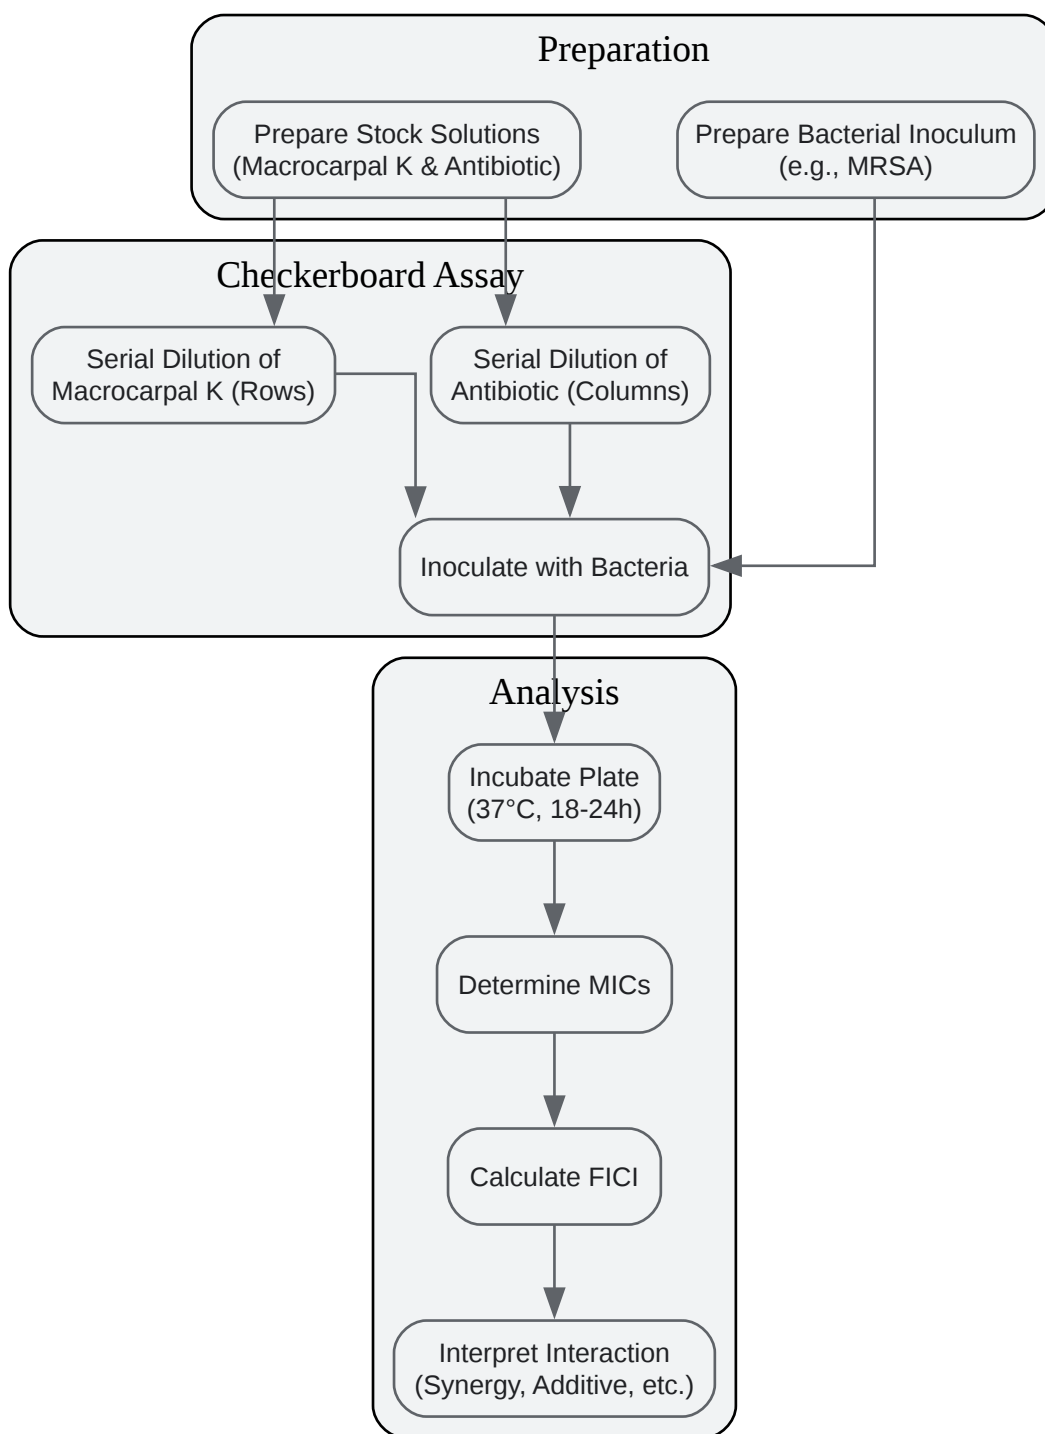 Preparation
Prepare Stock Solutions
(Macrocarpal K & Antibiotic)
Prepare Bacterial Inoculum
(e.g., MRSA)
Checkerboard Assay
Serial Dilution of
Macrocarpal K (Rows)
Serial Dilution of
Antibiotic (Columns)
Inoculate with Bacteria
Analysis
Incubate Plate
(37°C, 18-24h)
Determine MICs
Calculate FICI
Interpret Interaction
(Synergy, Additive, etc.)